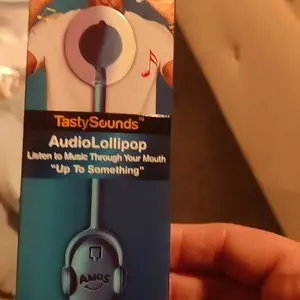 TastySounds™
AudioLollipop
Listen to Music Through Your Mouth
"Up To Something"
AMOS